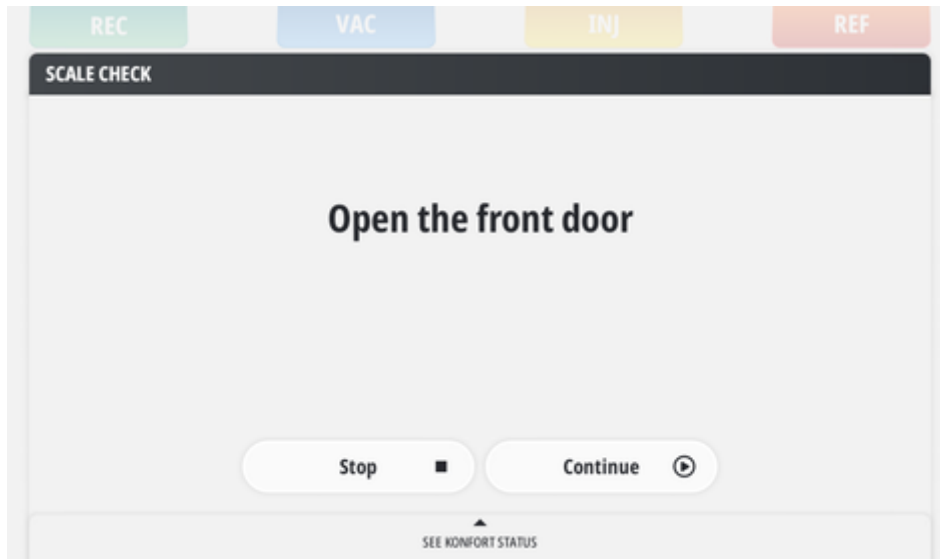 REC VAC INJ REF
SCALE CHECK
Open the front door
Stop Continue
SEE KONFORT STATUS